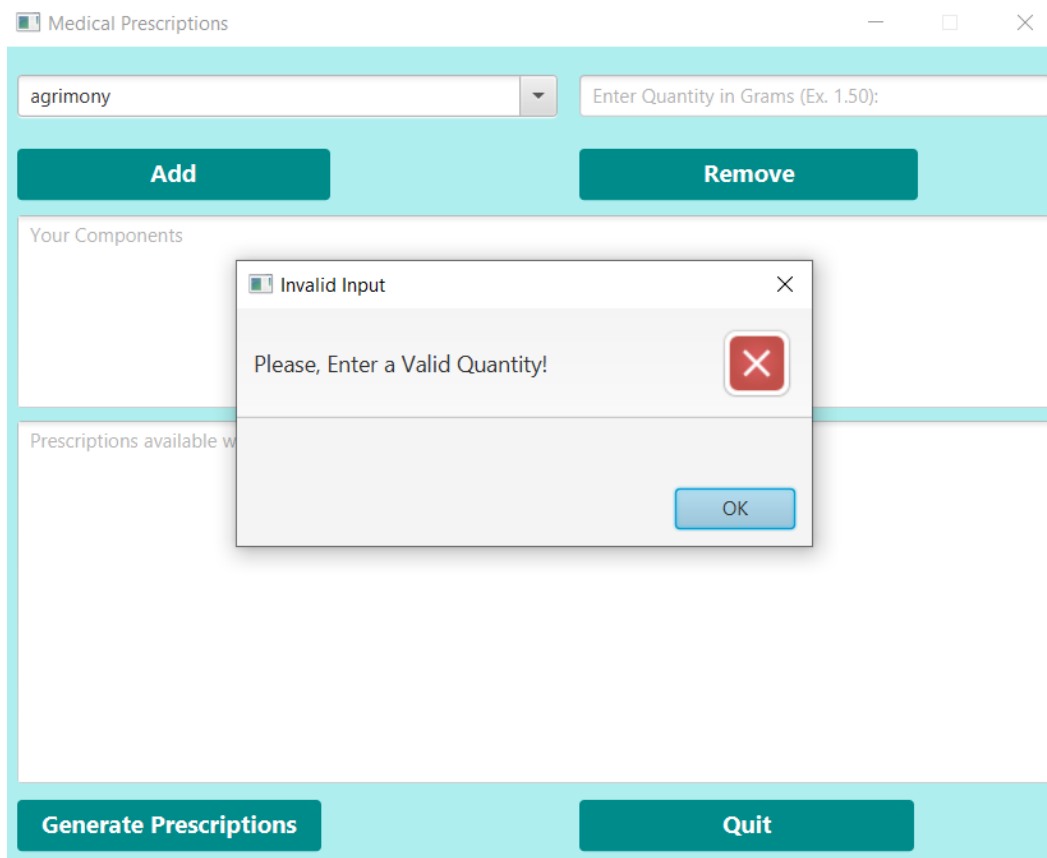 Medical Prescriptions
agrimony
Enter Quantity in Grams (Ex. 1.50):
Add
Remove
Your Components
Invalid Input
Please, Enter a Valid Quantity!
Prescriptions available w
OK
Generate Prescriptions
Quit